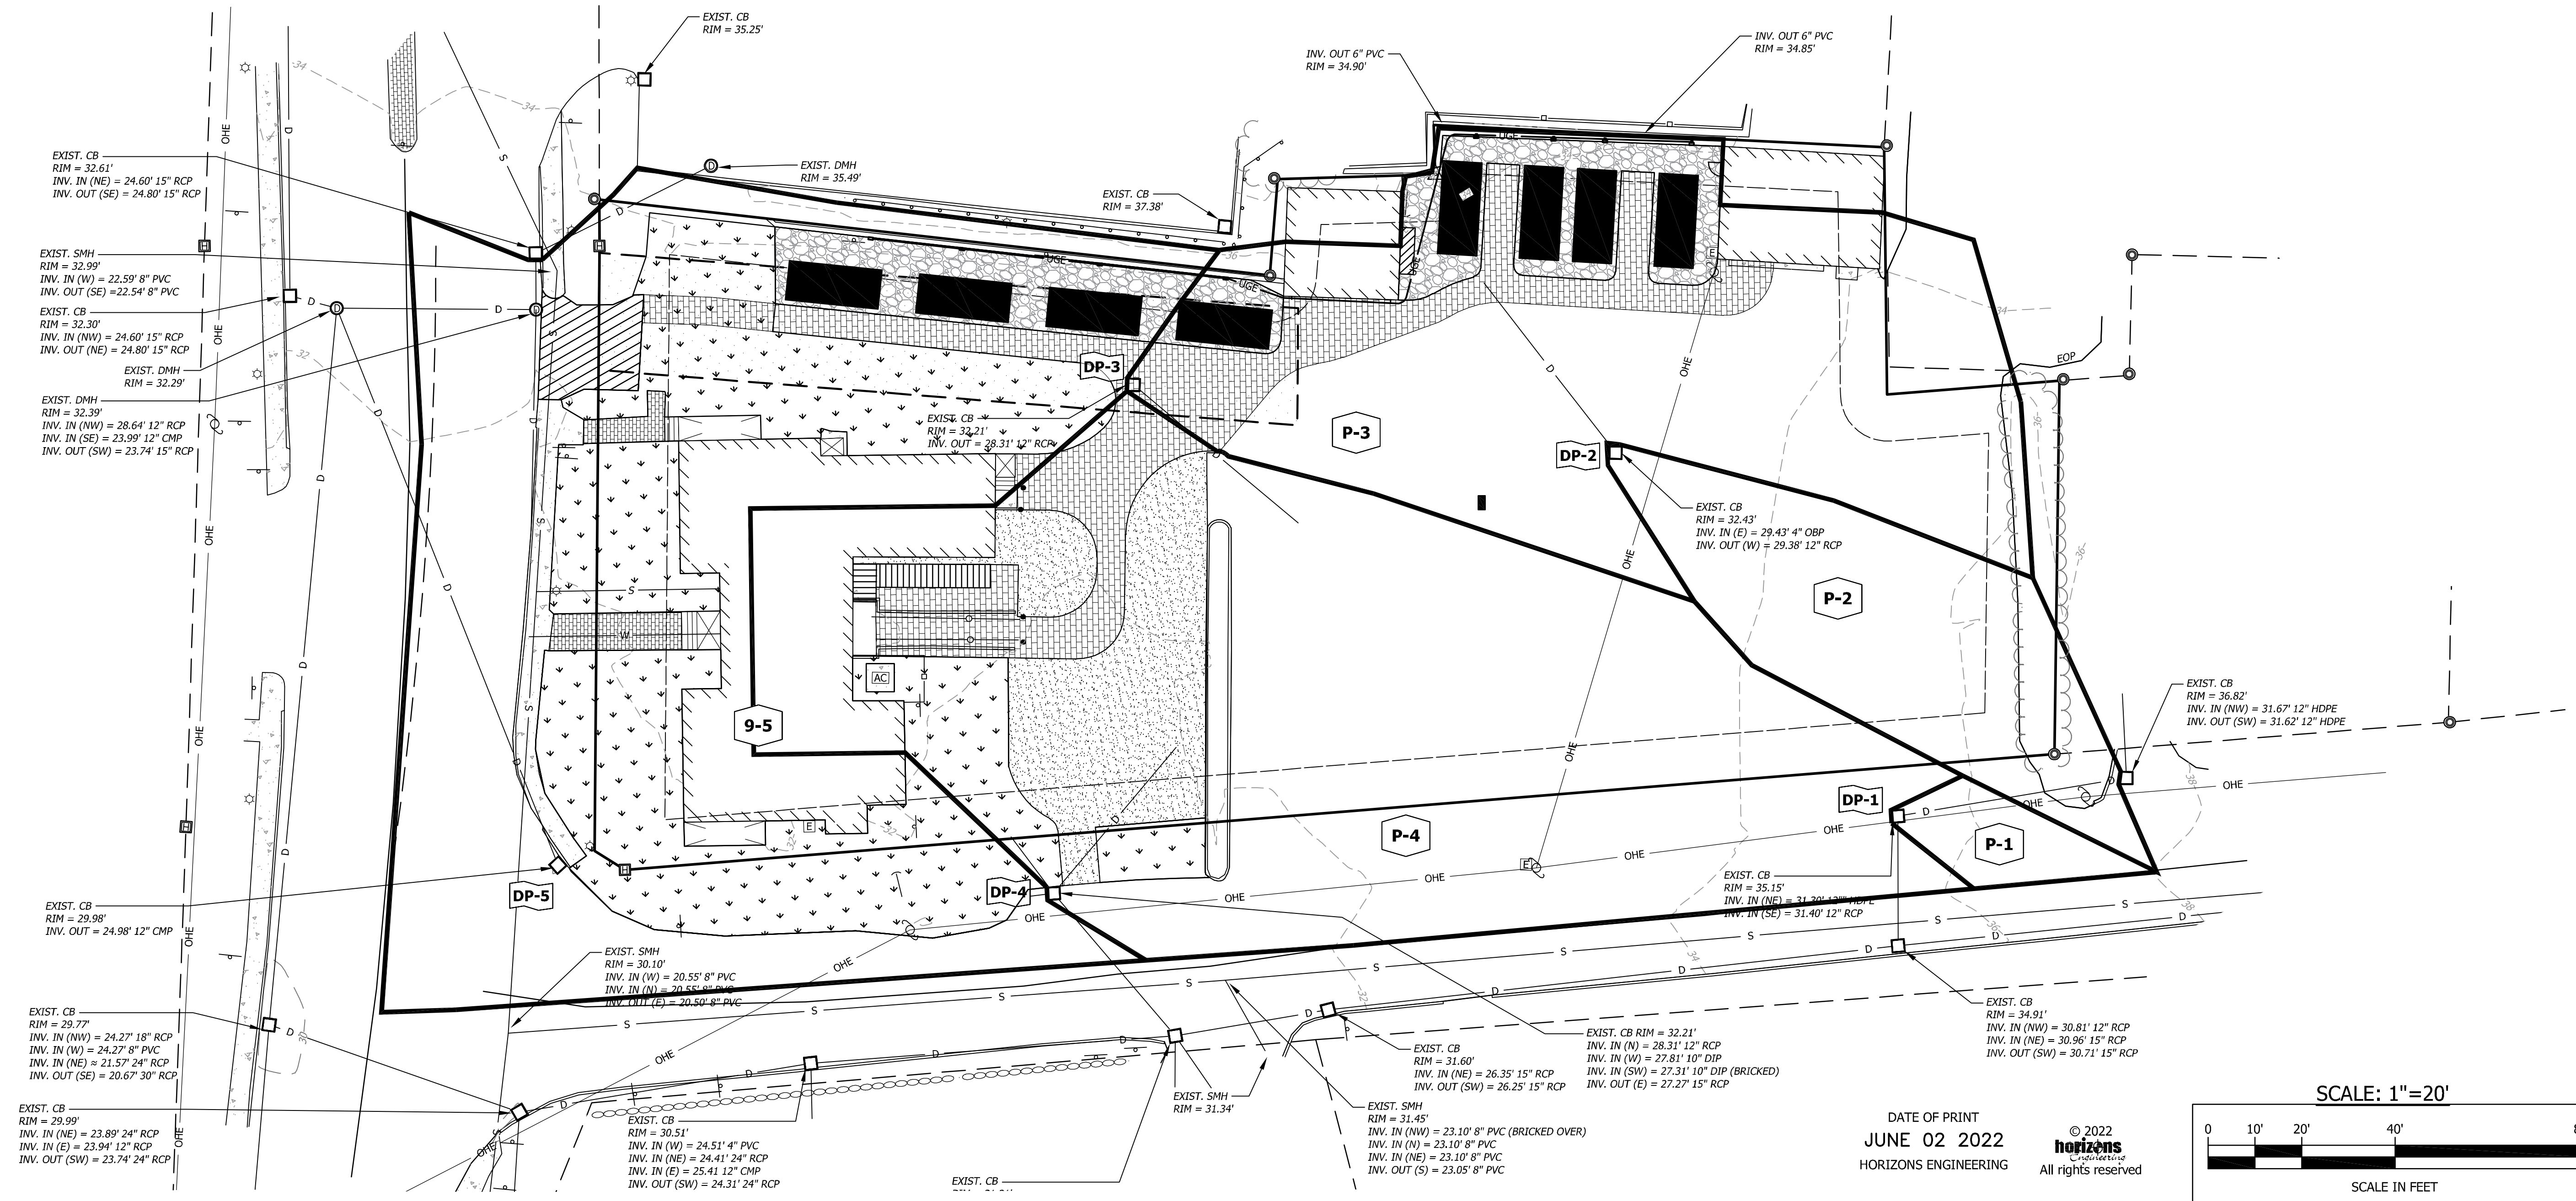 EXIST. CB
RIM = 35.25'
INV. OUT 6" PVC
RIM = 34.90'
INV. OUT 6" PVC
RIM = 34.85'
EXIST. CB
RIM = 32.61'
INV. IN (NE) = 24.60' 15" RCP
INV. OUT (SE) = 24.80' 15" RCP
EXIST. DMH
RIM = 35.49'
EXIST. CB
RIM = 37.38'
EXIST. SMH
RIM = 32.99'
INV. IN (W) = 22.59' 8" PVC
INV. OUT (SE) =22.54' 8" PVC
EXIST. CB
RIM = 32.30'
INV. IN (NW) = 24.60' 15" RCP
INV. OUT (NE) = 24.80' 15" RCP
EXIST. DMH
RIM = 32.29'
EXIST. DMH
RIM = 32.39'
INV. IN (NW) = 28.64' 12" RCP
INV. IN (SE) = 23.99' 12" CMP
INV. OUT (SW) = 23.74' 15" RCP
DP-3
EXIST. CB
RIM = 32.21'
INV. OUT = 28.31' 12" RCP
P-3
DP-2
EXIST. CB
RIM = 32.43'
INV. IN (E) = 29.43' 4" OBP
INV. OUT (W) = 29.38' 12" RCP
EOP
P-2
AC
9-5
EXIST. CB
RIM = 36.82'
INV. IN (NW) = 31.67' 12" HDPE
INV. OUT (SW) = 31.62' 12" HDPE
DP-1
P-4
P-1
EXIST. CB
RIM = 35.15'
INV. IN (NE) = 31.30' 12" HDPE
INV. IN (SE) = 31.40' 12" RCP
DP-5
DP-4
EXIST. CB
RIM = 29.98'
INV. OUT = 24.98' 12" CMP
EXIST. SMH
RIM = 30.10'
INV. IN (W) = 20.55' 8" PVC
INV. IN (N) = 20.55' 8" PVC
INV. OUT (E) = 20.50' 8" PVC
EXIST. CB
RIM = 29.77'
INV. IN (NW) = 24.27' 18" RCP
INV. IN (W) = 24.27' 8" PVC
INV. IN (NE) ≈ 21.57' 24" RCP
INV. OUT (SE) = 20.67' 30" RCP
EXIST. CB
RIM = 34.91'
INV. IN (NW) = 30.81' 12" RCP
INV. IN (NE) = 30.96' 15" RCP
INV. OUT (SW) = 30.71' 15" RCP
EXIST. CB RIM = 32.21'
INV. IN (N) = 28.31' 12" RCP
INV. IN (W) = 27.81' 10" DIP
INV. IN (SW) = 27.31' 10" DIP (BRICKED)
INV. OUT (E) = 27.27' 15" RCP
EXIST. CB
RIM = 31.60'
INV. IN (NE) = 26.35' 15" RCP
INV. OUT (SW) = 26.25' 15" RCP
EXIST. SMH
RIM = 31.34'
EXIST. SMH
RIM = 31.45'
INV. IN (NW) = 23.10' 8" PVC (BRICKED OVER)
INV. IN (N) = 23.10' 8" PVC
INV. IN (NE) = 23.10' 8" PVC
INV. OUT (S) = 23.05' 8" PVC
EXIST. CB
RIM = 29.99'
INV. IN (NE) = 23.89' 24" RCP
INV. IN (E) = 23.94' 12" RCP
INV. OUT (SW) = 23.74' 24" RCP
EXIST. CB
RIM = 30.51'
INV. IN (W) = 24.51' 4" PVC
INV. IN (NE) = 24.41' 24" RCP
INV. IN (E) = 25.41 12" CMP
INV. OUT (SW) = 24.31' 24" RCP
EXIST. CB
DATE OF PRINT
JUNE 02 2022
HORIZONS ENGINEERING
© 2022
horizons
Engineering
All rights reserved
SCALE: 1"=20'
0 10' 20' 40'
SCALE IN FEET